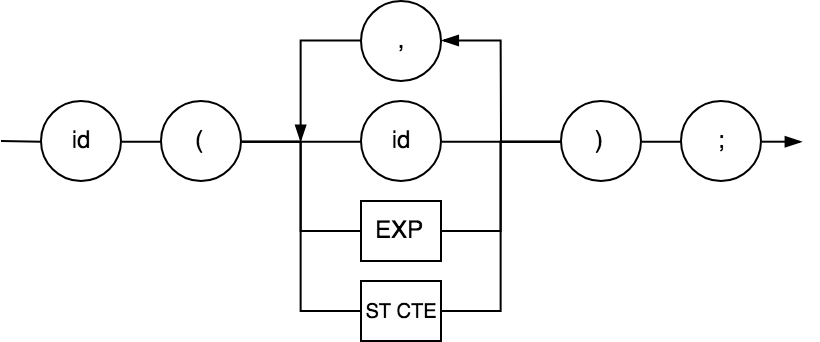 ,
id ( id ) ;
EXP
ST CTE